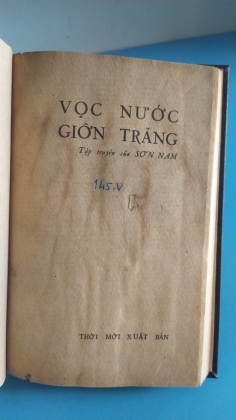 VỌC NƯỚC
GIỠN TRĂNG
Tập truyện của SƠN NAM
145.V
THỜI MỚI XUẤT BẢN